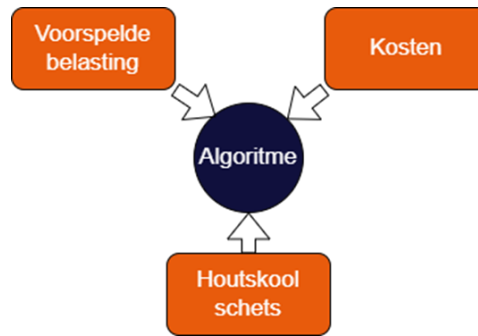 Voorspelde
belasting
Kosten
Algoritme
Houtskool
schets